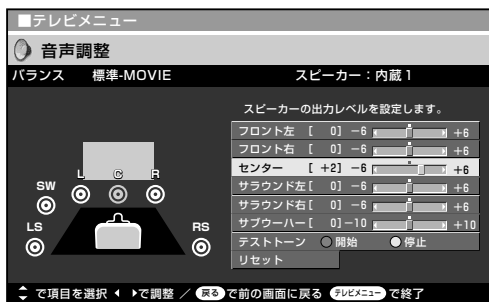 ■テレビメニュー
音声調整
バランス 標準-MOVIE スピーカー：内蔵1
スピーカーの出力レベルを設定します。
フロント左 [ 0] −6 +6
フロント右 [ 0] −6 +6
センター [ +2] −6 +6
サラウンド左[ 0] −6 +6
サラウンド右[ 0] −6 +6
サブウーハー[ 0]−10 +10
テストトーン 開始 停止
リセット
L C R
SW
LS RS
で項目を選択 で調整 ／ 戻る で前の画面に戻る テレビメニュー で終了